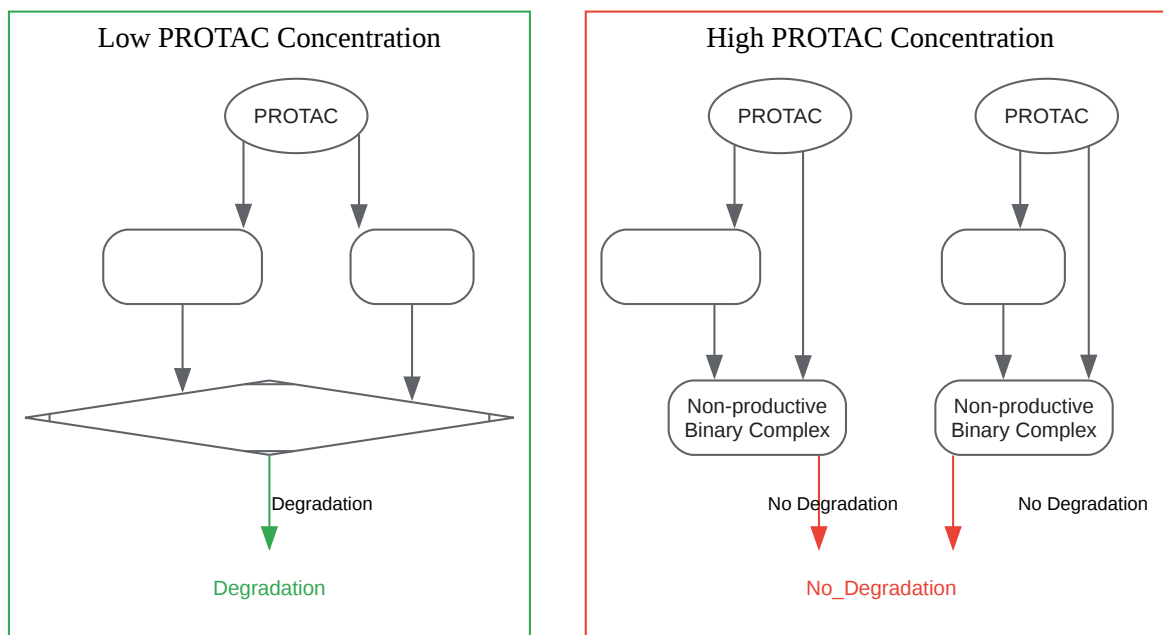 Low PROTAC Concentration
PROTAC
Degradation
Degradation
High PROTAC Concentration
PROTAC
PROTAC
Non-productive
Binary Complex
Non-productive
Binary Complex
No Degradation
No Degradation
No_Degradation